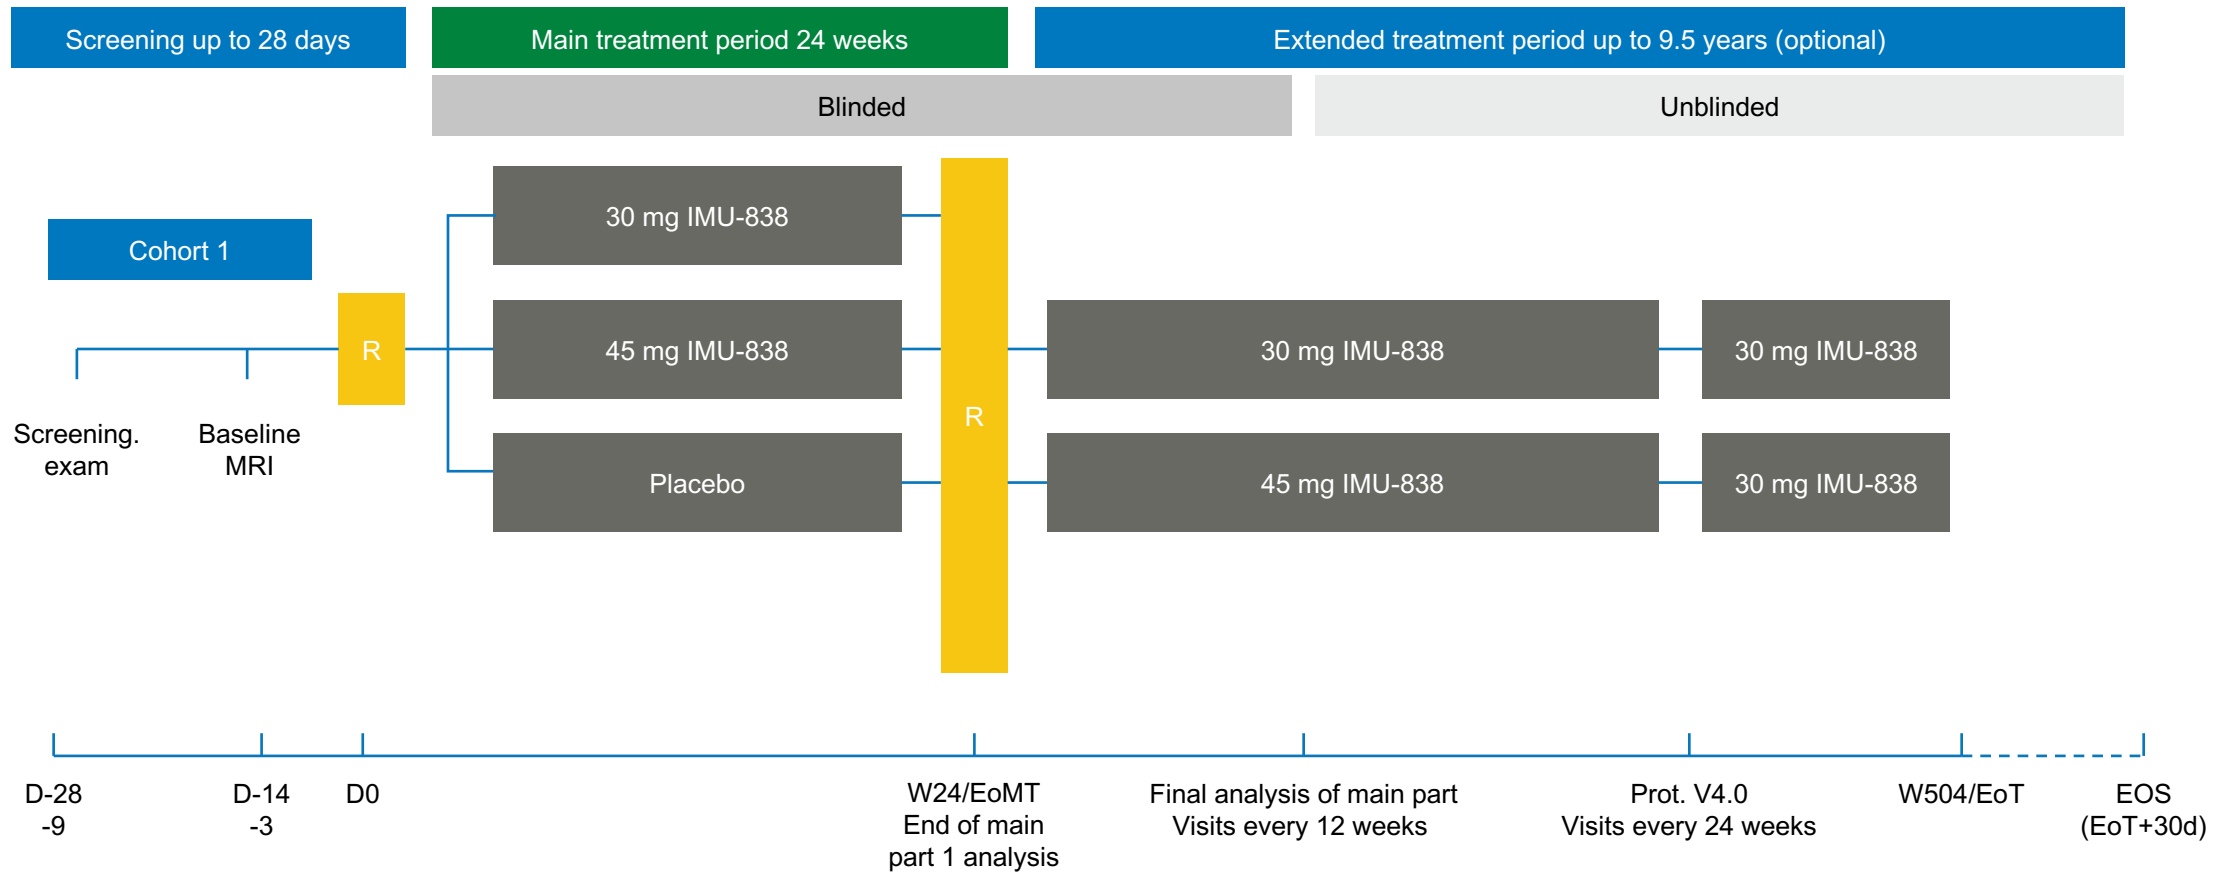 Screening up to 28 days
Main treatment period 24 weeks
Extended treatment period up to 9.5 years (optional)
Blinded
Unblinded
Cohort 1
Screening.
exam
Baseline
MRI
R
30 mg IMU-838
45 mg IMU-838
Placebo
R
30 mg IMU-838
30 mg IMU-838
45 mg IMU-838
30 mg IMU-838
D-28
-9
D-14
-3
D0
W24/EoMT
End of main
part 1 analysis
Final analysis of main part
Visits every 12 weeks
Prot. V4.0
Visits every 24 weeks
W504/EoT
EOS
(EoT+30d)